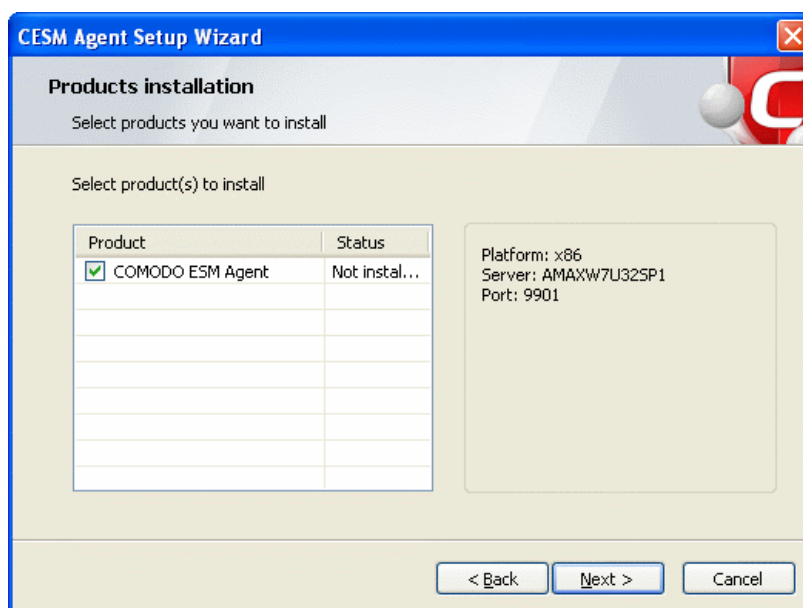 CESM Agent Setup Wizard
Products installation
Select products you want to install
Select product(s) to install
Product Status
COMODO ESM Agent Not instal...
Platform: x86
Server: AMAXW7U32SP1
Port: 9901
< Back Next > Cancel